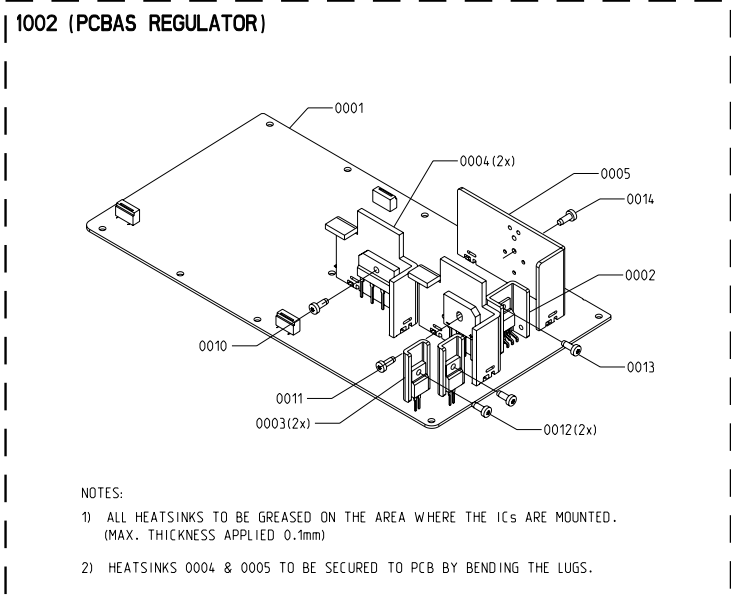 1002 (PCBAS REGULATOR)
0001
0004(2x)
0005
0014
0002
0010
0013
0011
0003(2x)
0012(2x)
NOTES:
1) ALL HEATSINKS TO BE GREASED ON THE AREA WHERE THE ICs ARE MOUNTED.
(MAX. THICKNESS APPLIED 0.1mm)
2) HEATSINKS 0004 & 0005 TO BE SECURED TO PCB BY BENDING THE LUGS.